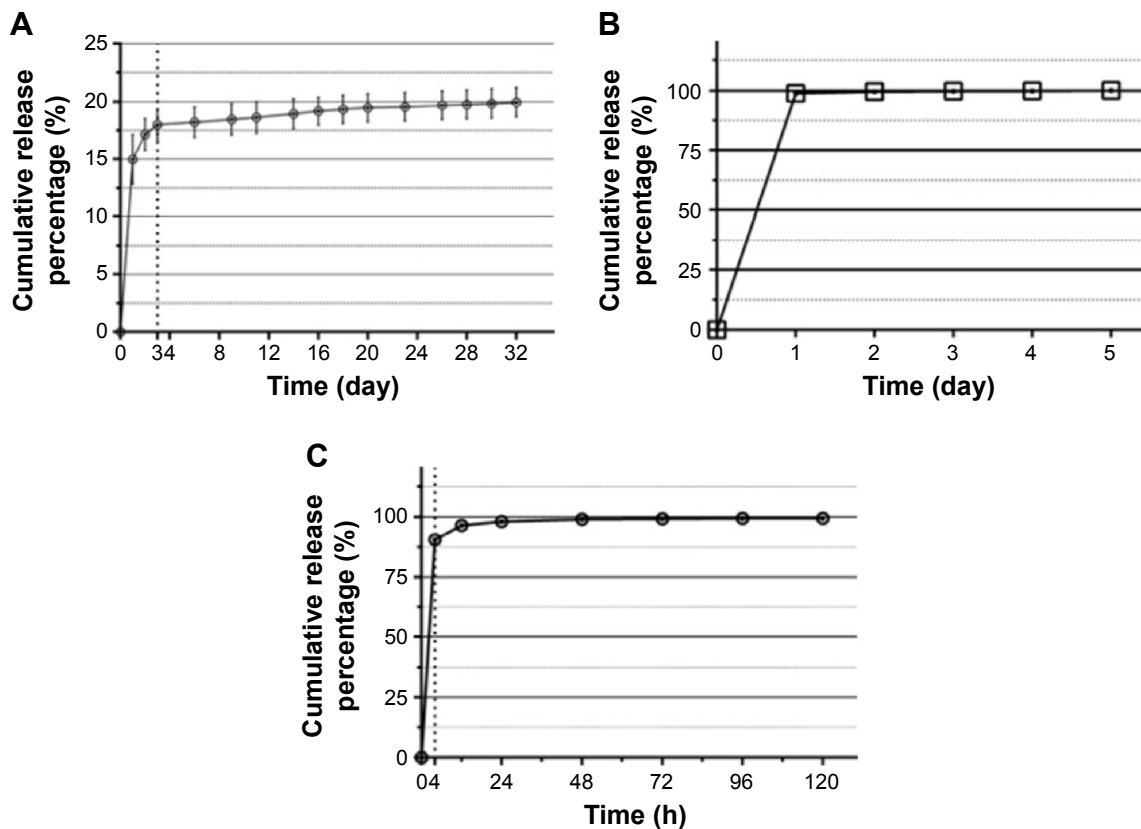 A
Cumulative release
percentage (%)
25
20
15
10
5
0
0 34 8 12 16 20 24 28 32
Time (day)
B
Cumulative release
percentage (%)
100
75
50
25
0
0 1 2 3 4 5
Time (day)
C
Cumulative release
percentage (%)
100
75
50
25
0
04 24 48 72 96 120
Time (h)